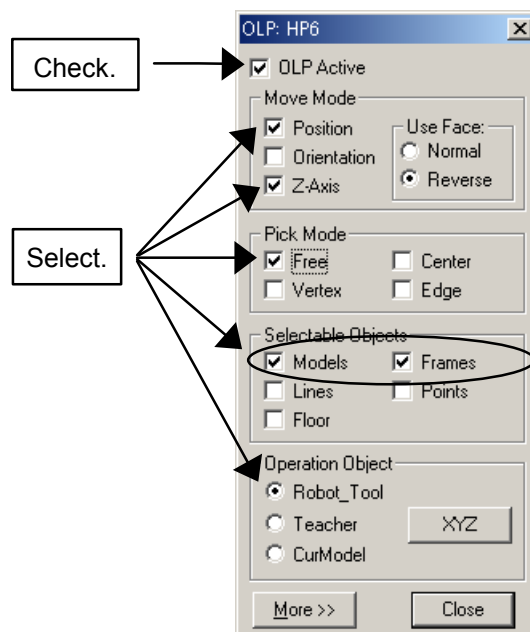 OLP: HP6
Check.
OLP Active
Move Mode
Position
Use Face:
Orientation
Normal
Z-Axis
Reverse
Select.
Pick Mode
Free
Center
Vertex
Edge
Selectable Objects
Models
Frames
Lines
Points
Floor
Operation Object
Robot_Tool
Teacher
XYZ
CurModel
More >>
Close